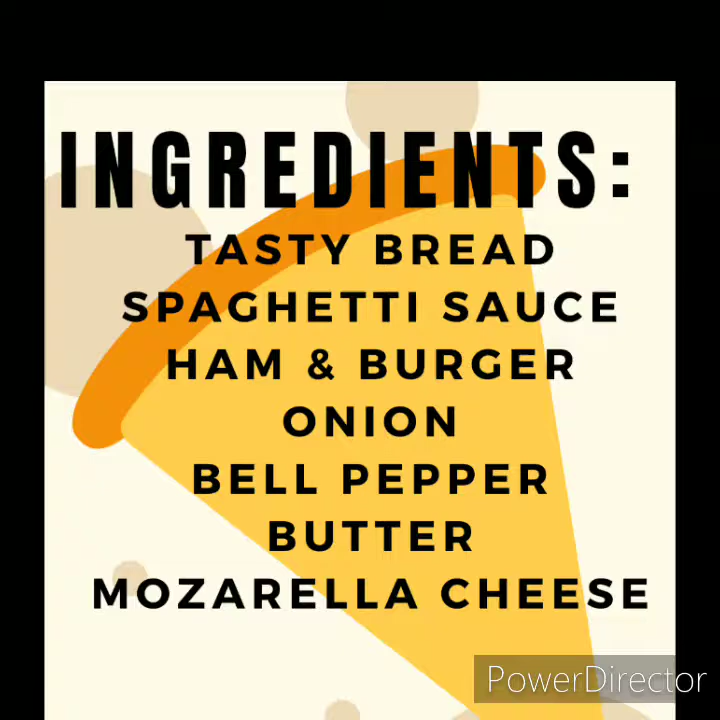 INGREDIENTS:
TASTY BREAD
SPAGHETTI SAUCE
HAM & BURGER
ONION
BELL PEPPER
BUTTER
MOZARELLA CHEESE
PowerDirector